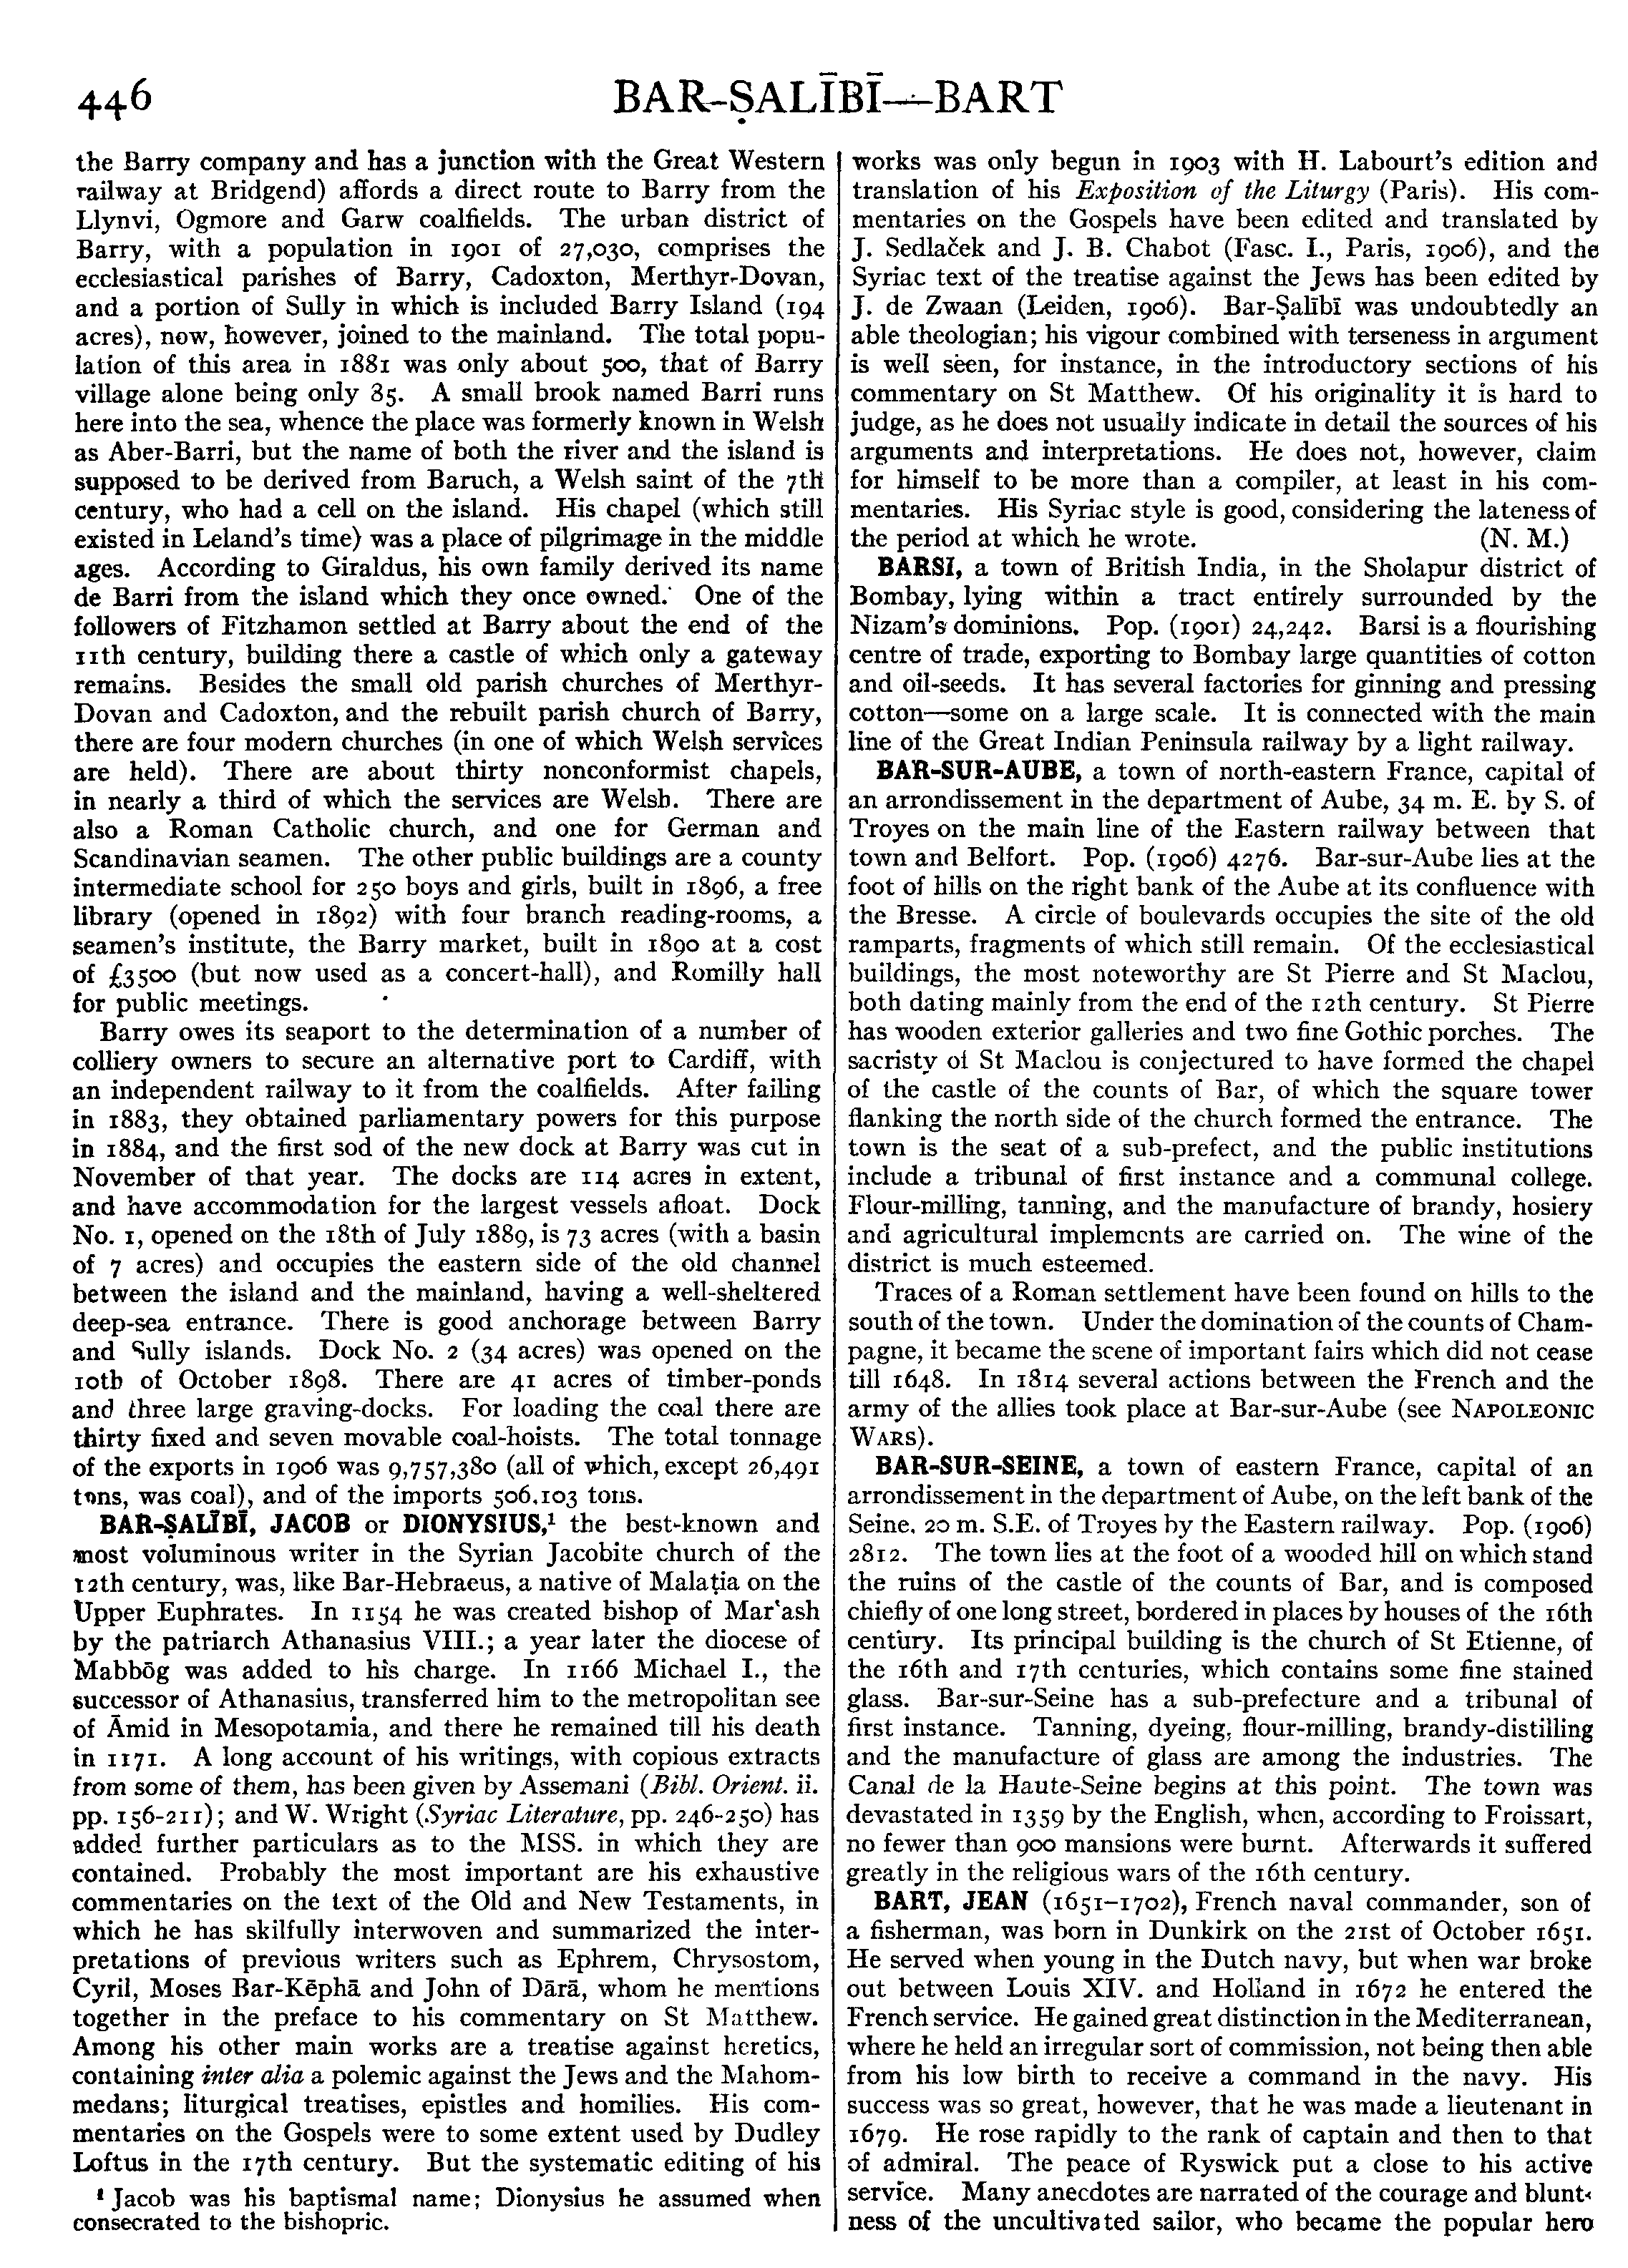 446
BAR-ṢALĪBĪ—BART
the Barry company and has a junction with the Great Western
railway at Bridgend) affords a direct route to Barry from the
Llynvi, Ogmore and Garw coalfields. The urban district of
Barry, with a population in 1901 of 27,030, comprises the
ecclesiastical parishes of Barry, Cadoxton, Merthyr-Dovan,
and a portion of Sully in which is included Barry Island (194
acres), now, however, joined to the mainland. The total popu-
lation of this area in 1881 was only about 500, that of Barry
village alone being only 85. A small brook named Barri runs
here into the sea, whence the place was formerly known in Welsh
as Aber-Barri, but the name of both the river and the island is
supposed to be derived from Baruch, a Welsh saint of the 7th
century, who had a cell on the island. His chapel (which still
existed in Leland's time) was a place of pilgrimage in the middle
ages. According to Giraldus, his own family derived its name
de Barri from the island which they once owned. One of the
followers of Fitzhamon settled at Barry about the end of the
11th century, building there a castle of which only a gateway
remains. Besides the small old parish churches of Merthyr-
Dovan and Cadoxton, and the rebuilt parish church of Barry,
there are four modern churches (in one of which Welsh services
are held). There are about thirty nonconformist chapels,
in nearly a third of which the services are Welsh. There are
also a Roman Catholic church, and one for German and
Scandinavian seamen. The other public buildings are a county
intermediate school for 250 boys and girls, built in 1896, a free
library (opened in 1892) with four branch reading-rooms, a
seamen's institute, the Barry market, built in 1890 at a cost
of £3500 (but now used as a concert-hall), and Romilly hall
for public meetings.
Barry owes its seaport to the determination of a number of
colliery owners to secure an alternative port to Cardiff, with
an independent railway to it from the coalfields. After failing
in 1883, they obtained parliamentary powers for this purpose
in 1884, and the first sod of the new dock at Barry was cut in
November of that year. The docks are 114 acres in extent,
and have accommodation for the largest vessels afloat. Dock
No. 1, opened on the 18th of July 1889, is 73 acres (with a basin
of 7 acres) and occupies the eastern side of the old channel
between the island and the mainland, having a well-sheltered
deep-sea entrance. There is good anchorage between Barry
and Sully islands. Dock No. 2 (34 acres) was opened on the
10th of October 1898. There are 41 acres of timber-ponds
and three large graving-docks. For loading the coal there are
thirty fixed and seven movable coal-hoists. The total tonnage
of the exports in 1906 was 9,757,380 (all of which, except 26,491
tons, was coal), and of the imports 506,103 tons.
BAR-ṢALĪBĪ, JACOB or DIONYSIUS,¹ the best-known and
most voluminous writer in the Syrian Jacobite church of the
12th century, was, like Bar-Hebraeus, a native of Malaṭia on the
Upper Euphrates. In 1154 he was created bishop of Mar‛ash
by the patriarch Athanasius VIII.; a year later the diocese of
Mabbōg was added to his charge. In 1166 Michael I., the
successor of Athanasius, transferred him to the metropolitan see
of Āmid in Mesopotamia, and there he remained till his death
in 1171. A long account of his writings, with copious extracts
from some of them, has been given by Assemani (Bibl. Orient. ii.
pp. 156-211); and W. Wright (Syriac Literature, pp. 246-250) has
added further particulars as to the MSS. in which they are
contained. Probably the most important are his exhaustive
commentaries on the text of the Old and New Testaments, in
which he has skilfully interwoven and summarized the inter-
pretations of previous writers such as Ephrem, Chrysostom,
Cyril, Moses Bar-Kēphā and John of Dārā, whom he mentions
together in the preface to his commentary on St Matthew.
Among his other main works are a treatise against heretics,
containing inter alia a polemic against the Jews and the Mahom-
medans; liturgical treatises, epistles and homilies. His com-
mentaries on the Gospels were to some extent used by Dudley
Loftus in the 17th century. But the systematic editing of his
¹ Jacob was his baptismal name; Dionysius he assumed when
consecrated to the bishopric.
works was only begun in 1903 with H. Labourt's edition and
translation of his Exposition of the Liturgy (Paris). His com-
mentaries on the Gospels have been edited and translated by
J. Sedlaček and J. B. Chabot (Fasc. I., Paris, 1906), and the
Syriac text of the treatise against the Jews has been edited by
J. de Zwaan (Leiden, 1906). Bar-Ṣalībī was undoubtedly an
able theologian; his vigour combined with terseness in argument
is well seen, for instance, in the introductory sections of his
commentary on St Matthew. Of his originality it is hard to
judge, as he does not usually indicate in detail the sources of his
arguments and interpretations. He does not, however, claim
for himself to be more than a compiler, at least in his com-
mentaries. His Syriac style is good, considering the lateness of
the period at which he wrote. (N. M.)
BARSI, a town of British India, in the Sholapur district of
Bombay, lying within a tract entirely surrounded by the
Nizam's dominions. Pop. (1901) 24,242. Barsi is a flourishing
centre of trade, exporting to Bombay large quantities of cotton
and oil-seeds. It has several factories for ginning and pressing
cotton—some on a large scale. It is connected with the main
line of the Great Indian Peninsula railway by a light railway.
BAR-SUR-AUBE, a town of north-eastern France, capital of
an arrondissement in the department of Aube, 34 m. E. by S. of
Troyes on the main line of the Eastern railway between that
town and Belfort. Pop. (1906) 4276. Bar-sur-Aube lies at the
foot of hills on the right bank of the Aube at its confluence with
the Bresse. A circle of boulevards occupies the site of the old
ramparts, fragments of which still remain. Of the ecclesiastical
buildings, the most noteworthy are St Pierre and St Maclou,
both dating mainly from the end of the 12th century. St Pierre
has wooden exterior galleries and two fine Gothic porches. The
sacristy of St Maclou is conjectured to have formed the chapel
of the castle of the counts of Bar, of which the square tower
flanking the north side of the church formed the entrance. The
town is the seat of a sub-prefect, and the public institutions
include a tribunal of first instance and a communal college.
Flour-milling, tanning, and the manufacture of brandy, hosiery
and agricultural implements are carried on. The wine of the
district is much esteemed.
Traces of a Roman settlement have been found on hills to the
south of the town. Under the domination of the counts of Cham-
pagne, it became the scene of important fairs which did not cease
till 1648. In 1814 several actions between the French and the
army of the allies took place at Bar-sur-Aube (see NAPOLEONIC
WARS).
BAR-SUR-SEINE, a town of eastern France, capital of an
arrondissement in the department of Aube, on the left bank of the
Seine, 20 m. S.E. of Troyes by the Eastern railway. Pop. (1906)
2812. The town lies at the foot of a wooded hill on which stand
the ruins of the castle of the counts of Bar, and is composed
chiefly of one long street, bordered in places by houses of the 16th
century. Its principal building is the church of St Etienne, of
the 16th and 17th centuries, which contains some fine stained
glass. Bar-sur-Seine has a sub-prefecture and a tribunal of
first instance. Tanning, dyeing, flour-milling, brandy-distilling
and the manufacture of glass are among the industries. The
Canal de la Haute-Seine begins at this point. The town was
devastated in 1359 by the English, when, according to Froissart,
no fewer than 900 mansions were burnt. Afterwards it suffered
greatly in the religious wars of the 16th century.
BART, JEAN (1651–1702), French naval commander, son of
a fisherman, was born in Dunkirk on the 21st of October 1651.
He served when young in the Dutch navy, but when war broke
out between Louis XIV. and Holland in 1672 he entered the
French service. He gained great distinction in the Mediterranean,
where he held an irregular sort of commission, not being then able
from his low birth to receive a command in the navy. His
success was so great, however, that he was made a lieutenant in
1679. He rose rapidly to the rank of captain and then to that
of admiral. The peace of Ryswick put a close to his active
service. Many anecdotes are narrated of the courage and blunt-
ness of the uncultivated sailor, who became the popular hero